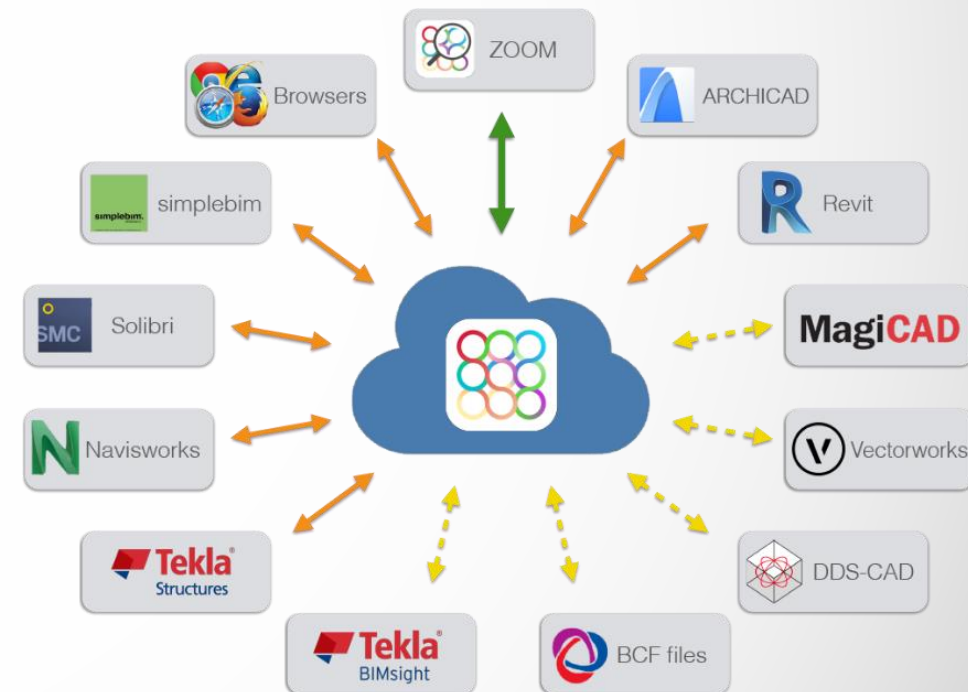 ZOOM
Browsers
ARCHICAD
simplebim
simplebim.
Revit
SMC
Solibri
MagiCAD
Navisworks
Vectorworks
Tekla®
Structures
DDS-CAD
Tekla®
BIMsight
BCF files